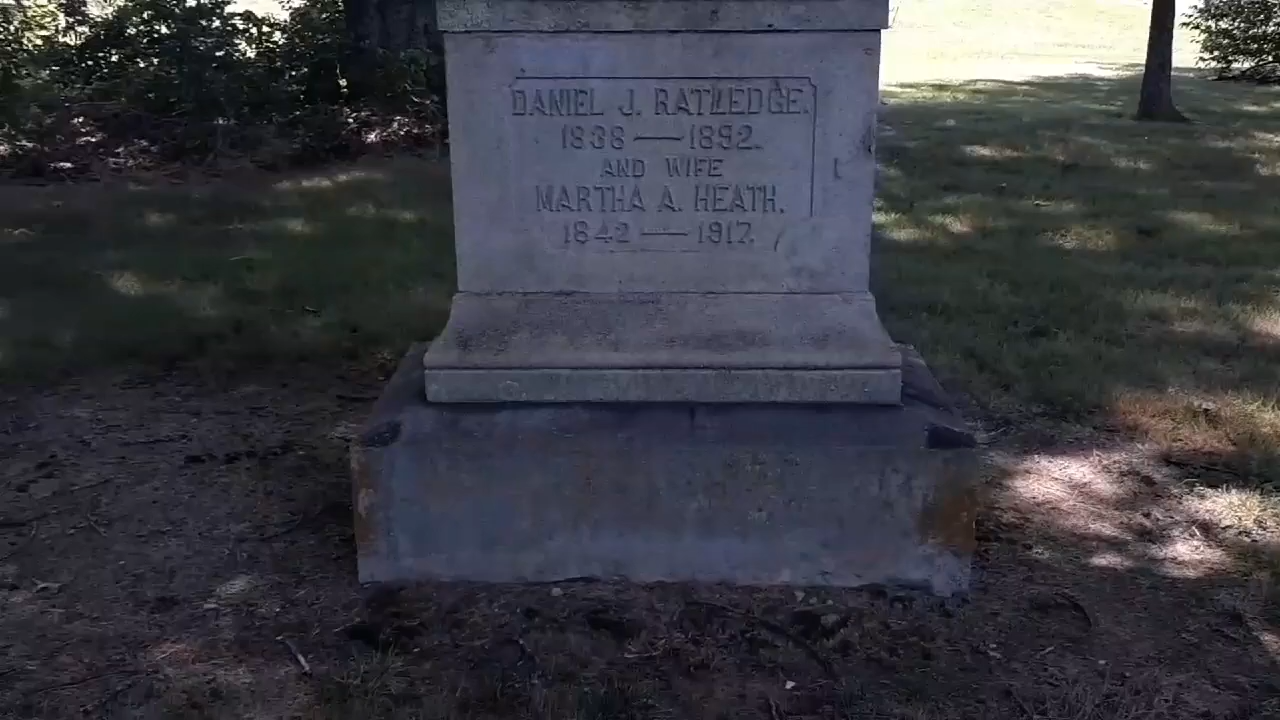 DANIEL J. RATLEDGE.
1838 — 1892.
AND WIFE
MARTHA A. HEATH.
1842 — 1917.